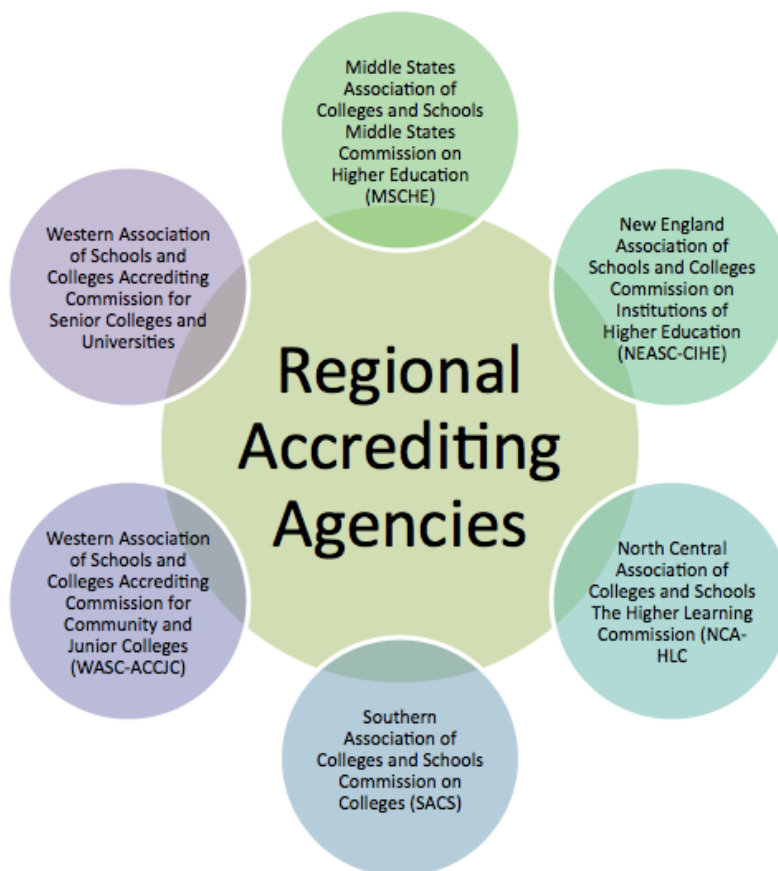 Middle States
Association of
Colleges and Schools
Middle States
Commission on
Higher Education
(MSCHE)
New England
Association of
Schools and Colleges
Commission on
Institutions of
Higher Education
(NEASC-CIHE)
North Central
Association of
Colleges and Schools
The Higher Learning
Commission (NCA-
HLC
Southern
Association of
Colleges and Schools
Commission on
Colleges (SACS)
Western Association
of Schools and
Colleges Accrediting
Commission for
Community and
Junior Colleges
(WASC-ACCJC)
Western Association
of Schools and
Colleges Accrediting
Commission for
Senior Colleges and
Universities
Regional
Accrediting
Agencies